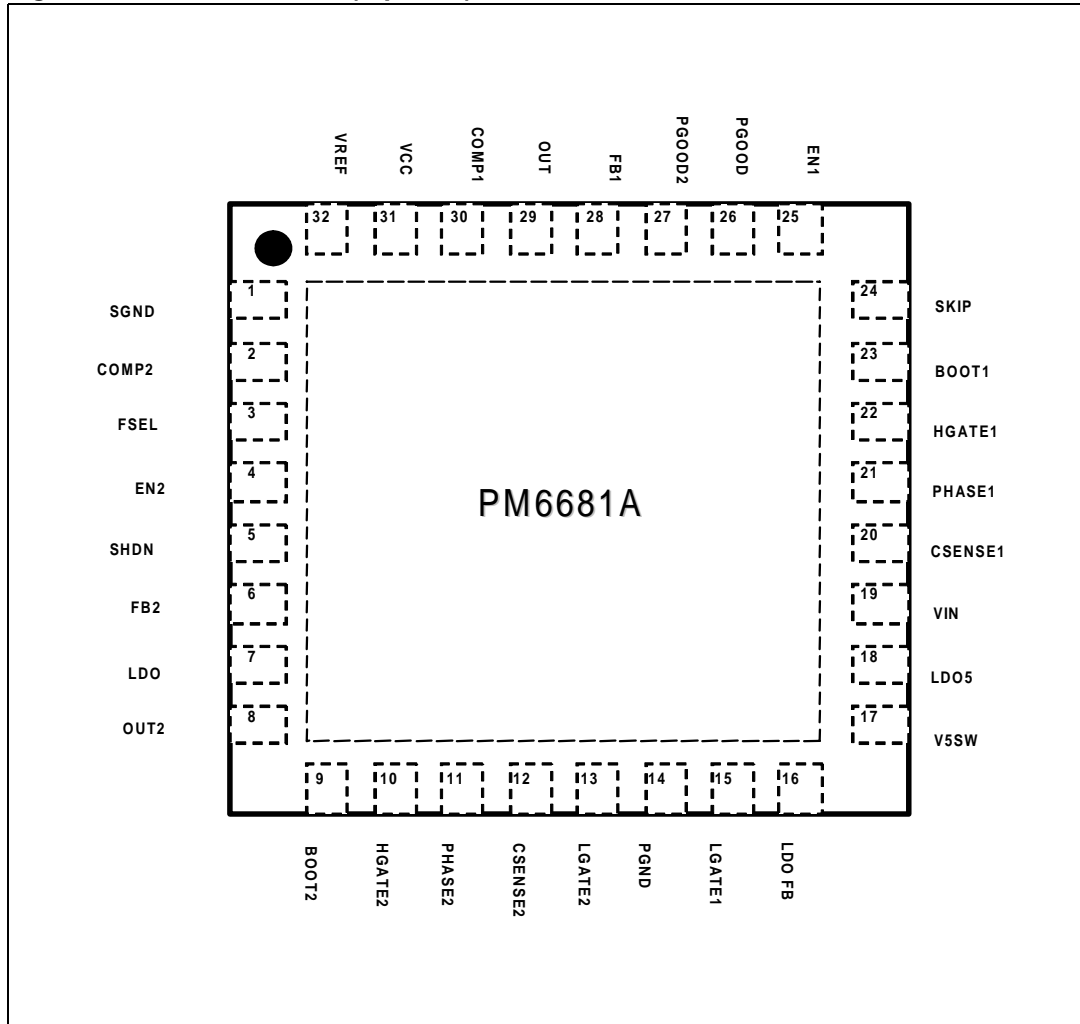 VREF
VCC
COMP1
OUT
FB1
PGOOD2
PGOOD
EN1
32
31
30
29
28
27
26
25
SGND
1
COMP2
2
FSEL
3
EN2
4
SHDN
5
FB2
6
LDO
7
OUT2
8
PM6681A
24
SKIP
23
BOOT1
22
HGATE1
21
PHASE1
20
CSENSE1
19
VIN
18
LDO5
17
V5SW
9
10
11
12
13
14
15
16
BOOT2
HGATE2
PHASE2
CSENSE2
LGATE2
PGND
LGATE1
LDO FB